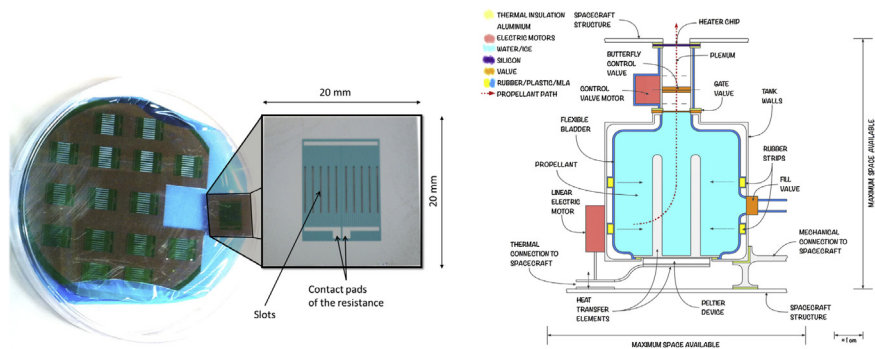 20 mm
20 mm
Slots
Contact pads
of the resistance
THERMAL INSULATION
ALUMINIUM
ELECTRIC MOTORS
WATER/ICE
SILICON
VALVE
RUBBER/PLASTIC/MLA
PROPELLANT PATH
SPACECRAFT
STRUCTURE
HEATER CHIP
BUTTERFLY
CONTROL
VALVE
PLENUM
CONTROL
VALVE MOTOR
GATE
VALVE
TANK
WALLS
FLEXIBLE
BLADDER
RUBBER
STRIPS
PROPELLANT
FILL
VALVE
LINEAR
ELECTRIC
MOTOR
THERMAL
CONNECTION TO
SPACECRAFT
MECHANICAL
CONNECTION TO
SPACECRAFT
HEAT
TRANSFER
ELEMENTS
PELTIER
DEVICE
SPACECRAFT
STRUCTURE
MAXIMUM SPACE AVAILABLE
MAXIMUM SPACE AVAILABLE
=1 cm